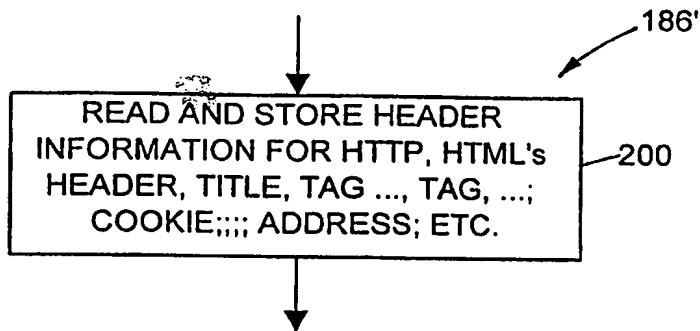 186'
READ AND STORE HEADER
INFORMATION FOR HTTP, HTML's
HEADER, TITLE, TAG ..., TAG, ...;
COOKIE;;;; ADDRESS; ETC.
200